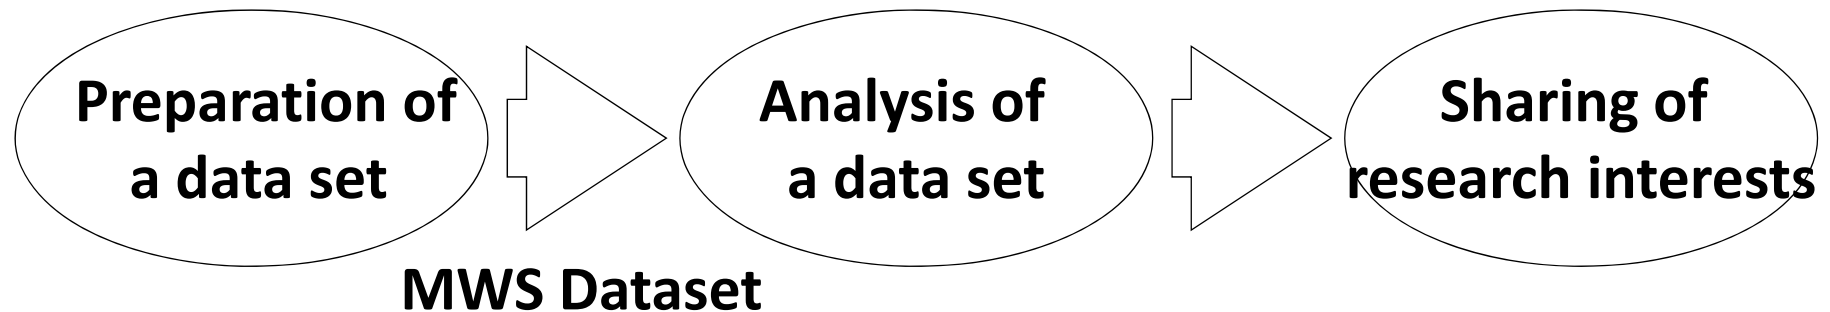 Preparation of
a data set
Analysis of
a data set
Sharing of
research interests
MWS Dataset